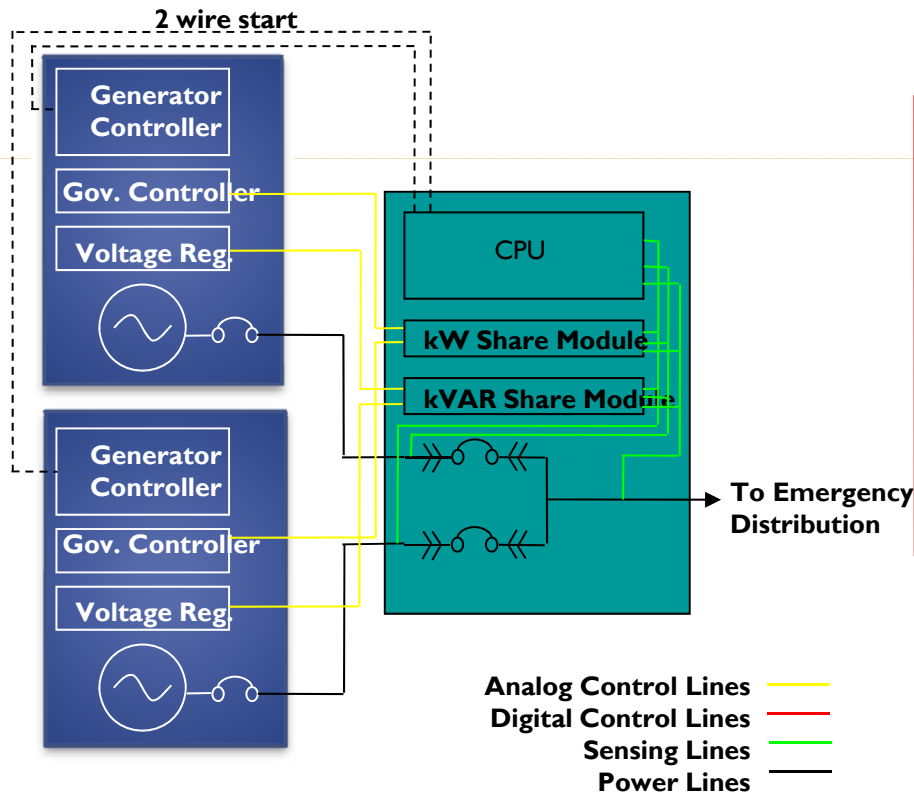 2 wire start
Generator
Controller
Gov. Controller
Voltage Reg.
CPU
kW Share Module
kVAR Share Module
Generator
Controller
Gov. Controller
Voltage Reg.
To Emergency
Distribution
Analog Control Lines
Digital Control Lines
Sensing Lines
Power Lines